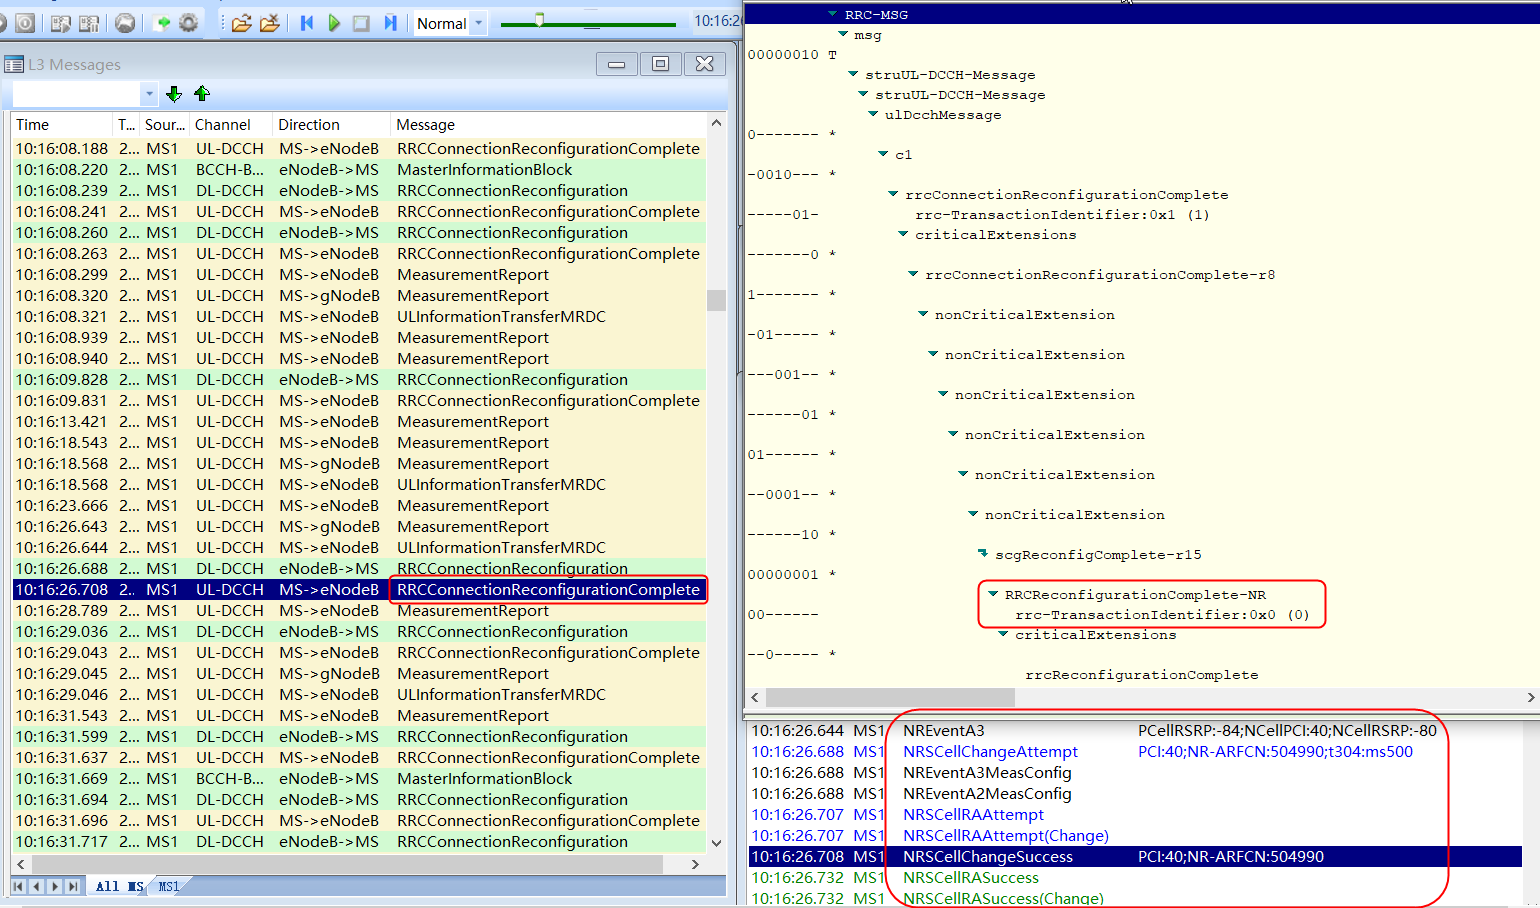 Normal
10:16:26
L3 Messages
Time T... Sour... Channel Direction Message
10:16:08.188 2... MS1 UL-DCCH MS->eNodeB RRCConnectionReconfigurationComplete
10:16:08.220 2... MS1 BCCH-B... eNodeB->MS MasterInformationBlock
10:16:08.239 2... MS1 DL-DCCH eNodeB->MS RRCConnectionReconfiguration
10:16:08.241 2... MS1 UL-DCCH MS->eNodeB RRCConnectionReconfigurationComplete
10:16:08.260 2... MS1 DL-DCCH eNodeB->MS RRCConnectionReconfiguration
10:16:08.263 2... MS1 UL-DCCH MS->eNodeB RRCConnectionReconfigurationComplete
10:16:08.299 2... MS1 UL-DCCH MS->eNodeB MeasurementReport
10:16:08.320 2... MS1 UL-DCCH MS->gNodeB MeasurementReport
10:16:08.321 2... MS1 UL-DCCH MS->eNodeB ULInformationTransferMRDC
10:16:08.939 2... MS1 UL-DCCH MS->eNodeB MeasurementReport
10:16:08.940 2... MS1 UL-DCCH MS->eNodeB MeasurementReport
10:16:09.828 2... MS1 DL-DCCH eNodeB->MS RRCConnectionReconfiguration
10:16:09.831 2... MS1 UL-DCCH MS->eNodeB RRCConnectionReconfigurationComplete
10:16:13.421 2... MS1 UL-DCCH MS->eNodeB MeasurementReport
10:16:18.543 2... MS1 UL-DCCH MS->eNodeB MeasurementReport
10:16:18.568 2... MS1 UL-DCCH MS->gNodeB MeasurementReport
10:16:18.568 2... MS1 UL-DCCH MS->eNodeB ULInformationTransferMRDC
10:16:23.666 2... MS1 UL-DCCH MS->eNodeB MeasurementReport
10:16:26.643 2... MS1 UL-DCCH MS->gNodeB MeasurementReport
10:16:26.644 2... MS1 UL-DCCH MS->eNodeB ULInformationTransferMRDC
10:16:26.688 2... MS1 DL-DCCH eNodeB->MS RRCConnectionReconfiguration
10:16:26.708 2.. MS1 UL-DCCH MS->eNodeB RRCConnectionReconfigurationComplete
10:16:28.789 2... MS1 UL-DCCH MS->eNodeB MeasurementReport
10:16:29.036 2... MS1 DL-DCCH eNodeB->MS RRCConnectionReconfiguration
10:16:29.043 2... MS1 UL-DCCH MS->eNodeB RRCConnectionReconfigurationComplete
10:16:29.045 2... MS1 UL-DCCH MS->gNodeB MeasurementReport
10:16:29.046 2... MS1 UL-DCCH MS->eNodeB ULInformationTransferMRDC
10:16:31.543 2... MS1 UL-DCCH MS->eNodeB MeasurementReport
10:16:31.599 2... MS1 DL-DCCH eNodeB->MS RRCConnectionReconfiguration
10:16:31.637 2... MS1 UL-DCCH MS->eNodeB RRCConnectionReconfigurationComplete
10:16:31.669 2... MS1 BCCH-B... eNodeB->MS MasterInformationBlock
10:16:31.694 2... MS1 DL-DCCH eNodeB->MS RRCConnectionReconfiguration
10:16:31.696 2... MS1 UL-DCCH MS->eNodeB RRCConnectionReconfigurationComplete
10:16:31.717 2... MS1 DL-DCCH eNodeB->MS RRCConnectionReconfiguration
All MS MS1
RRC-MSG
msg
00000010 T
struUL-DCCH-Message
struUL-DCCH-Message
ulDcchMessage
0------- *
c1
-0010--- *
rrcConnectionReconfigurationComplete
-----01- rrc-TransactionIdentifier:0x1 (1)
criticalExtensions
-------0 *
rrcConnectionReconfigurationComplete-r8
1------- *
nonCriticalExtension
-01----- *
nonCriticalExtension
---001-- *
nonCriticalExtension
------01 *
nonCriticalExtension
01------ *
nonCriticalExtension
--0001-- *
nonCriticalExtension
------10 *
scgReconfigComplete-r15
00000001 *
RRCReconfigurationComplete-NR
00------ rrc-TransactionIdentifier:0x0 (0)
criticalExtensions
--0----- *
rrcReconfigurationComplete
10:16:26.644 MS1 NREventA3 PCellRSRP:-84;NCellPCI:40;NCellRSRP:-80
10:16:26.688 MS1 NRSCellChangeAttempt PCI:40;NR-ARFCN:504990;t304:ms500
10:16:26.688 MS1 NREventA3MeasConfig
10:16:26.688 MS1 NREventA2MeasConfig
10:16:26.707 MS1 NRSCellRAAttempt
10:16:26.707 MS1 NRSCellRAAttempt(Change)
10:16:26.708 MS1 NRSCellChangeSuccess PCI:40;NR-ARFCN:504990
10:16:26.732 MS1 NRSCellRASuccess
10:16:26.732 MS1 NRSCellRASuccess(Change)